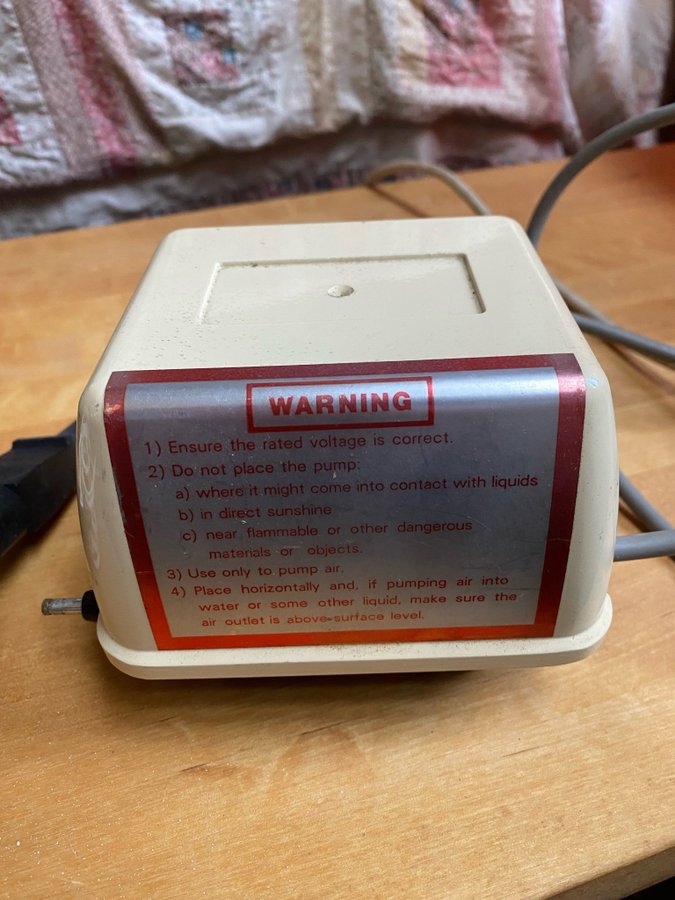 WARNING
1) Ensure the rated voltage is correct.
2) Do not place the pump:
a) where it might come into contact with liquids
b) in direct sunshine
c) near flammable or other dangerous
materials or objects.
3) Use only to pump air.
4) Place horizontally and, if pumping air into
water or some other liquid, make sure the
air outlet is above surface level.